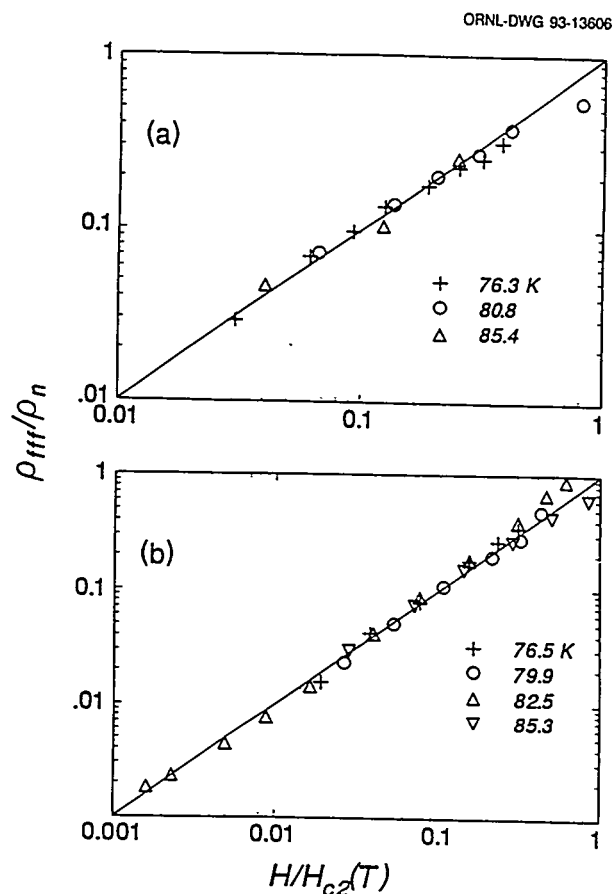 ORNL-DWG 93-13606
1
(a)
0.1
+ 76.3 K
○ 80.8
△ 85.4
.01
0.01 0.1 1
ρfff/ρn
1
(b)
0.1
+ 76.5 K
○ 79.9
△ 82.5
▽ 85.3
.01
0.001 0.01 0.1 1
H/Hc2(T)